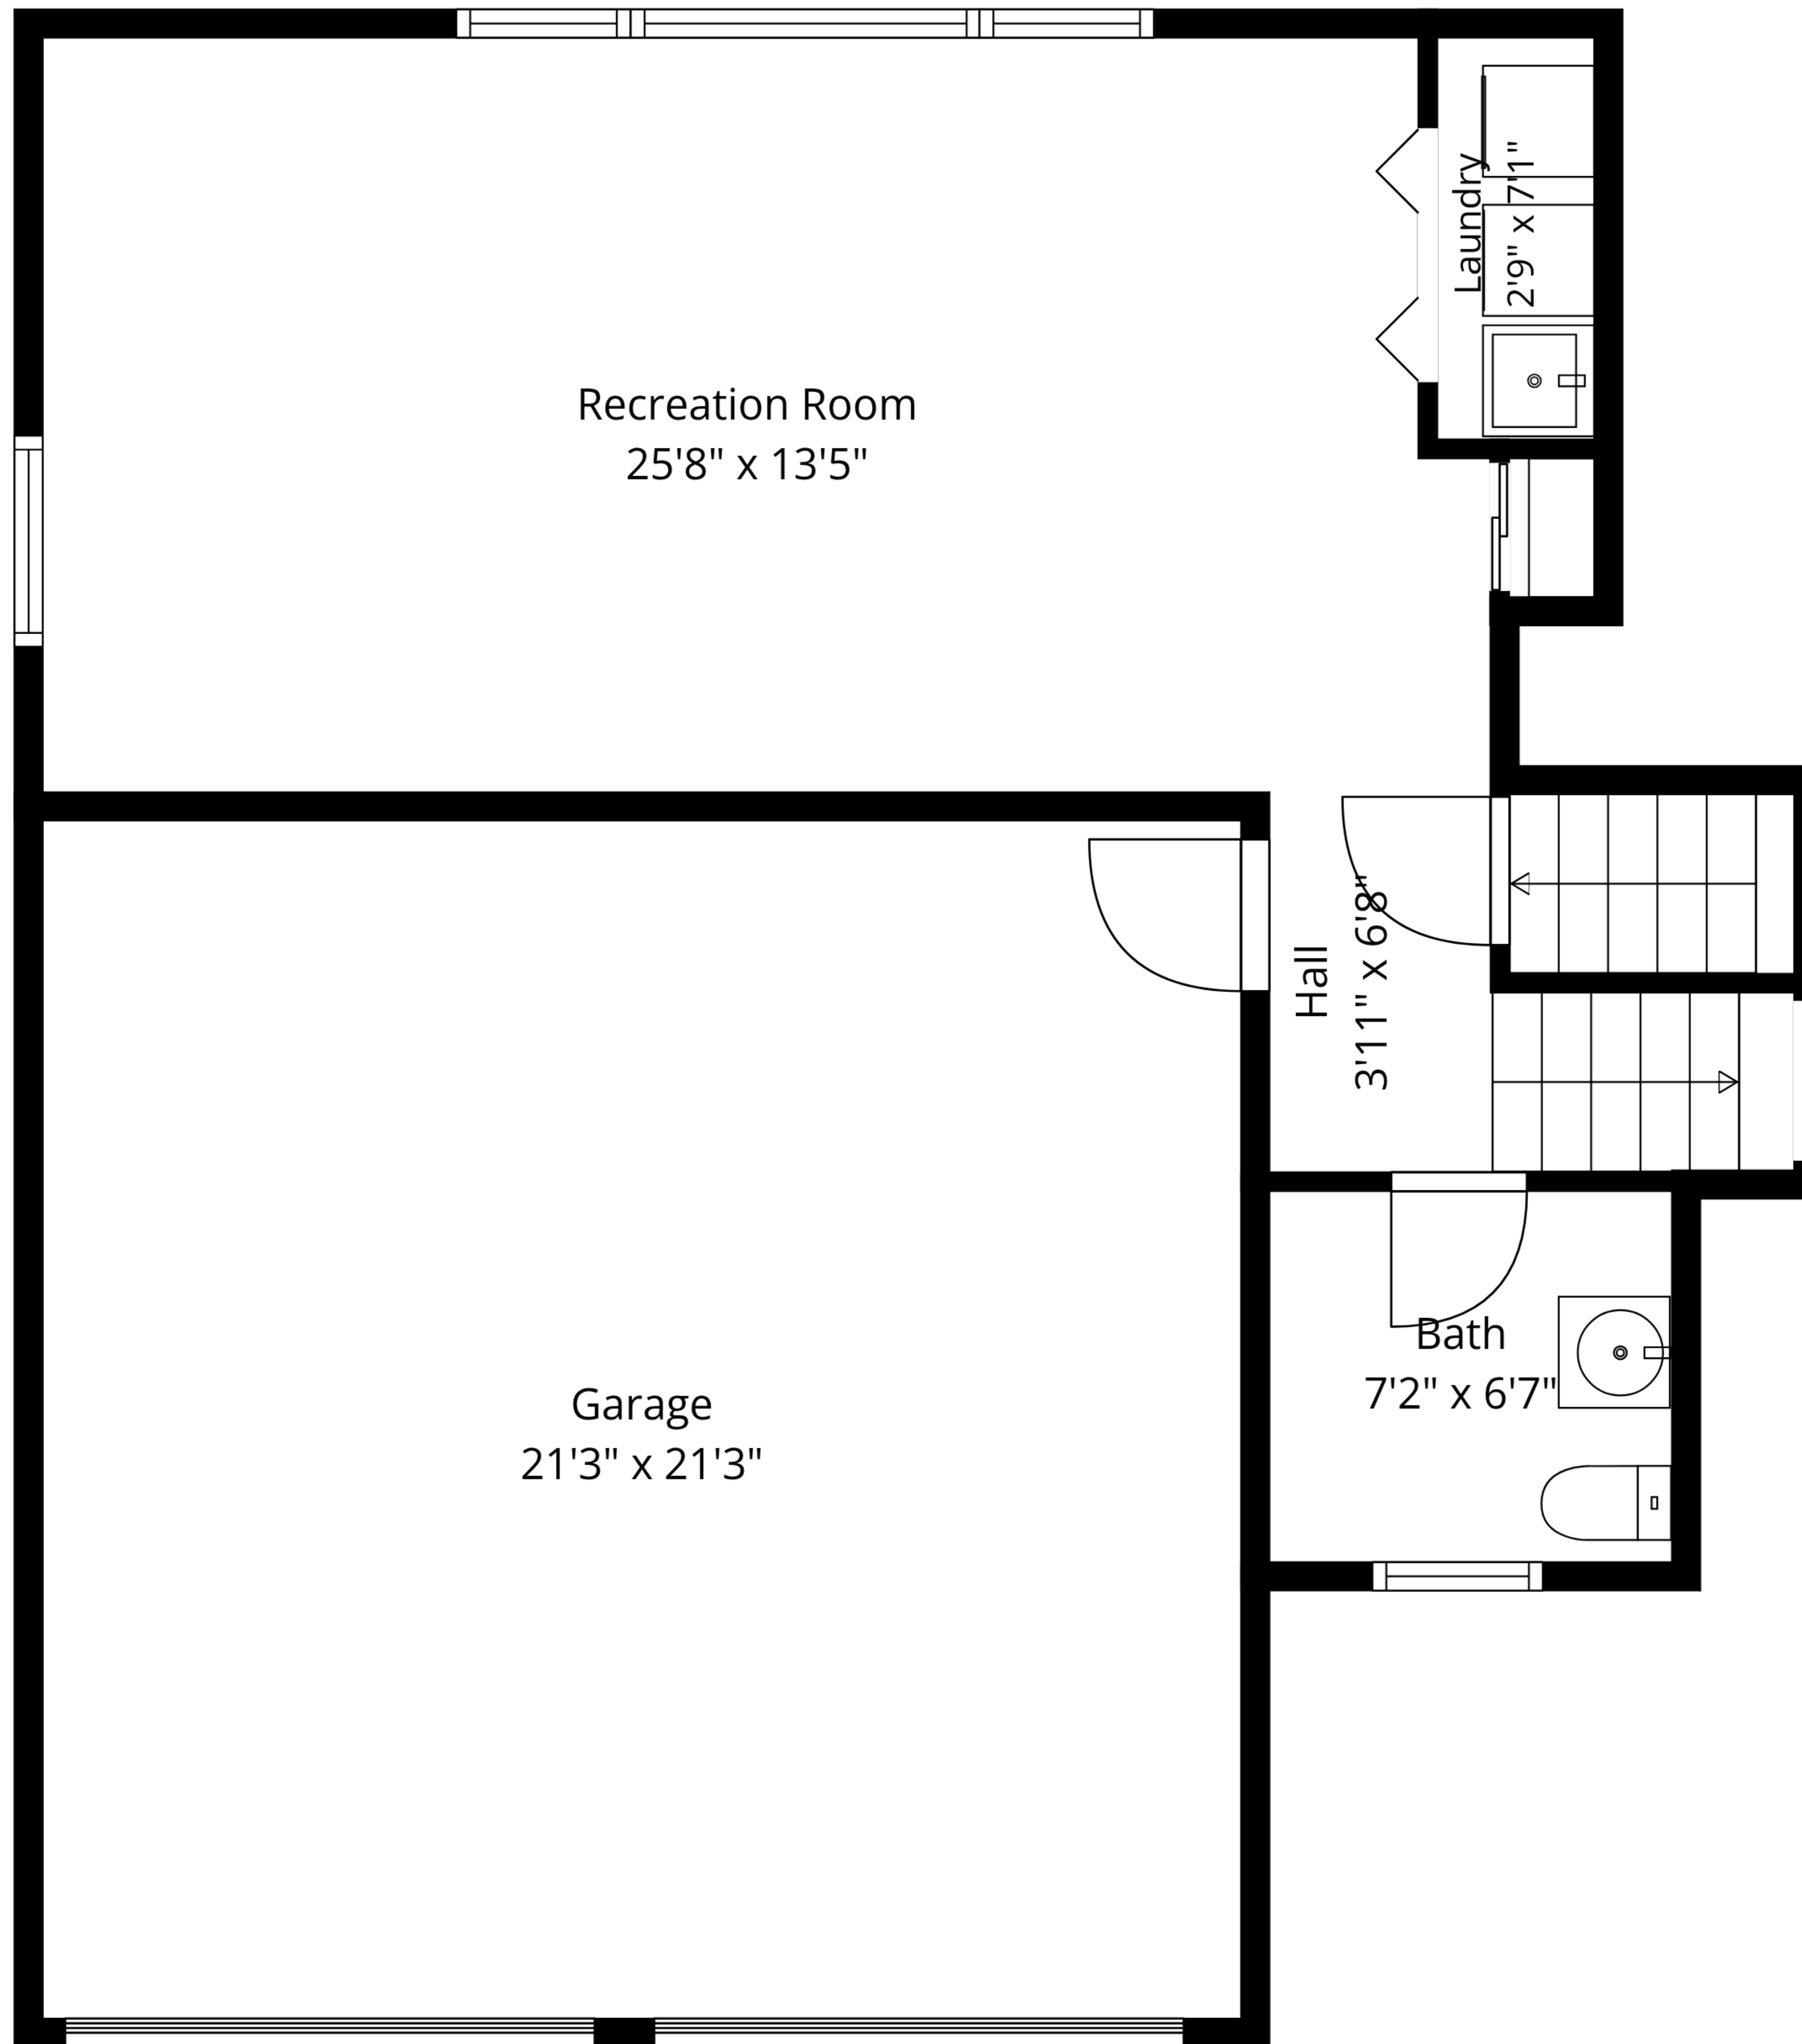 Laundry
2'9" x 7'1"
Recreation Room
25'8" x 13'5"
Hall
3'11" x 6'8"
Bath
7'2" x 6'7"
Garage
21'3" x 21'3"